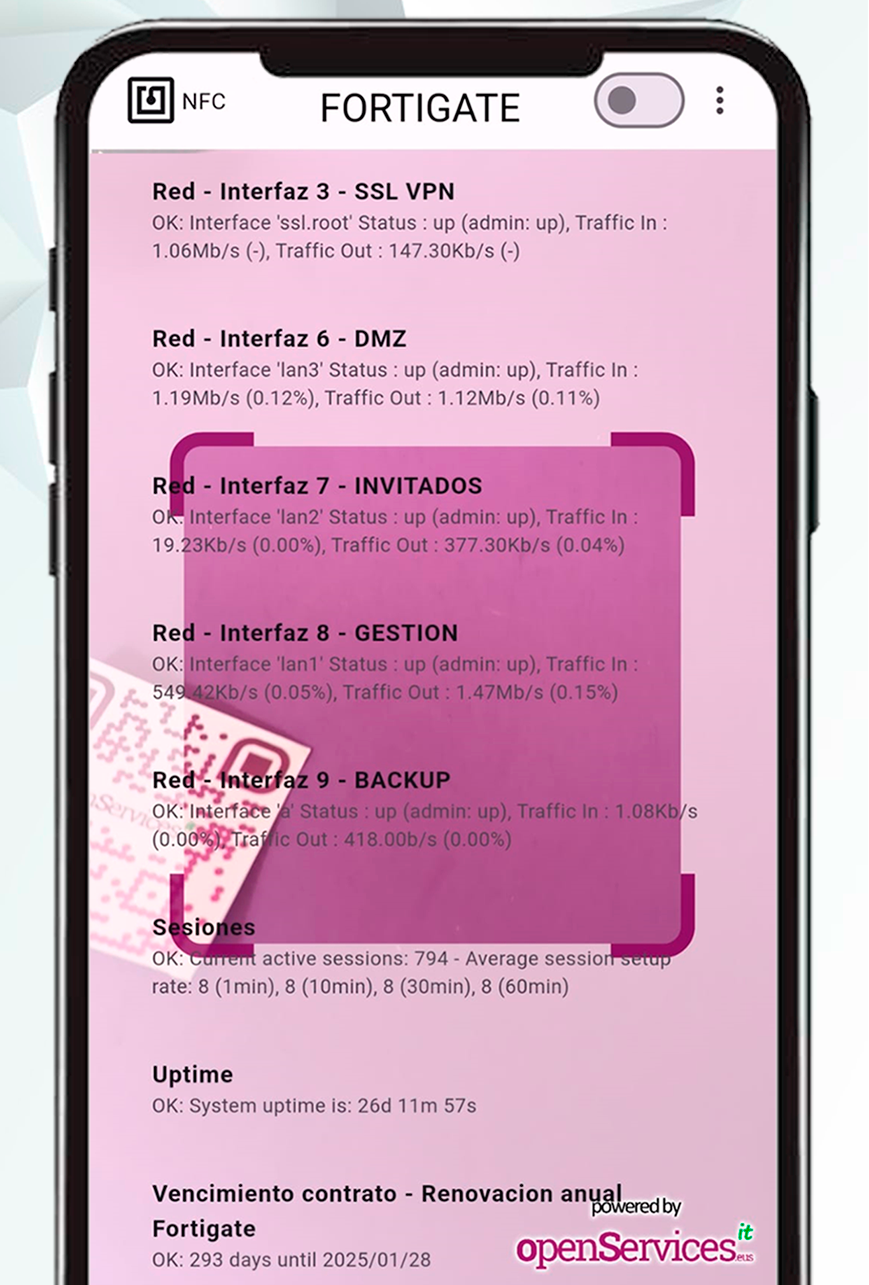 NFC
FORTIGATE
Red - Interfaz 3 - SSL VPN
OK: Interface 'ssl.root' Status : up (admin: up), Traffic In :
1.06Mb/s (-), Traffic Out : 147.30Kb/s (-)
Red - Interfaz 6 - DMZ
OK: Interface 'lan3' Status : up (admin: up), Traffic In :
1.19Mb/s (0.12%), Traffic Out : 1.12Mb/s (0.11%)
Red - Interfaz 7 - INVITADOS
OK: Interface 'lan2' Status : up (admin: up), Traffic In :
19.23Kb/s (0.00%), Traffic Out : 377.30Kb/s (0.04%)
Red - Interfaz 8 - GESTION
OK: Interface 'lan1' Status : up (admin: up), Traffic In :
549.42Kb/s (0.05%), Traffic Out : 1.47Mb/s (0.15%)
Red - Interfaz 9 - BACKUP
OK: Interface 'a' Status : up (admin: up), Traffic In : 1.08Kb/s
(0.00%), Traffic Out : 418.00b/s (0.00%)
Sesiones
OK: Current active sessions: 794 - Average session setup
rate: 8 (1min), 8 (10min), 8 (30min), 8 (60min)
Uptime
OK: System uptime is: 26d 11m 57s
Vencimiento contrato - Renovacion anual
Fortigate
OK: 293 days until 2025/01/28
powered by
openServices.eus it